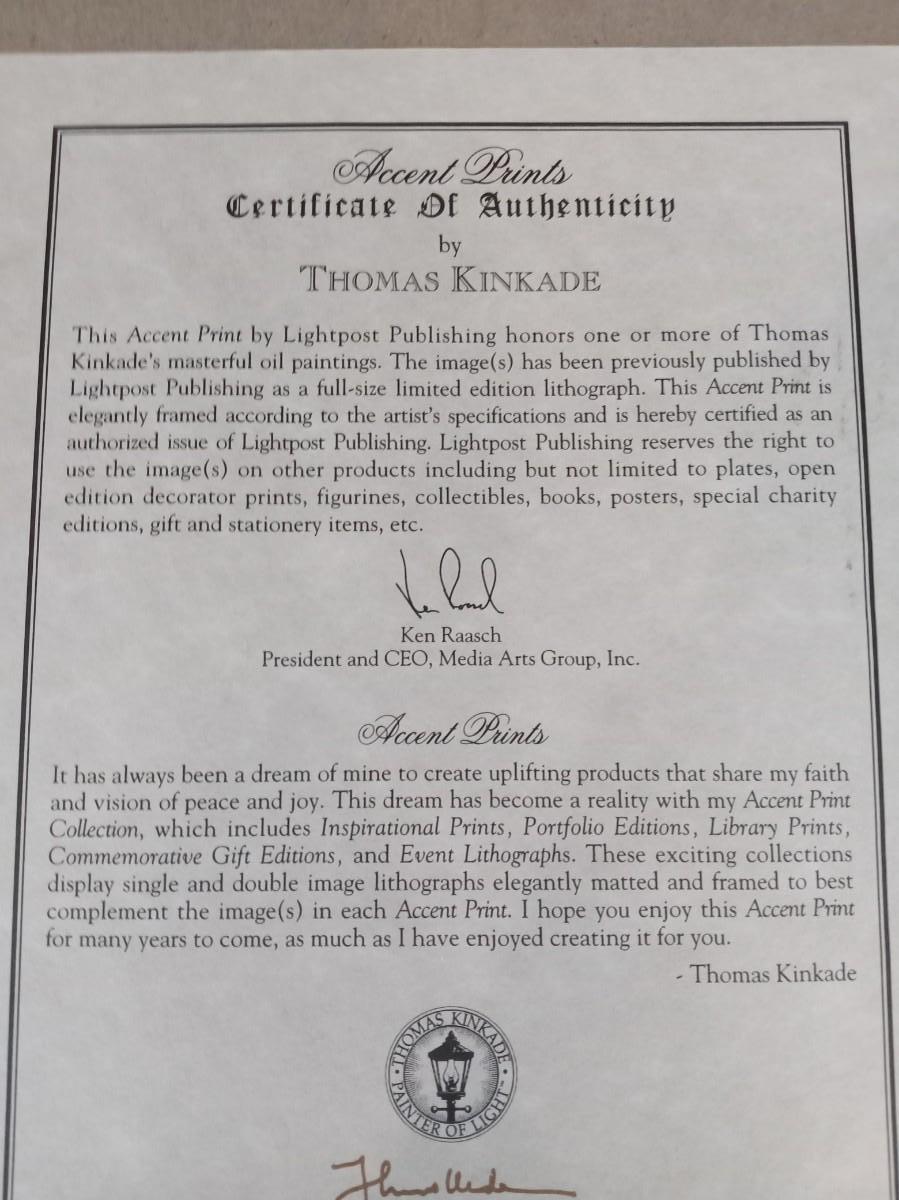 Accent Prints
Certificate Of Authenticity
by
THOMAS KINKADE
This Accent Print by Lightpost Publishing honors one or more of Thomas
Kinkade's masterful oil paintings. The image(s) has been previously published by
Lightpost Publishing as a full-size limited edition lithograph. This Accent Print is
elegantly framed according to the artist's specifications and is hereby certified as an
authorized issue of Lightpost Publishing. Lightpost Publishing reserves the right to
use the image(s) on other products including but not limited to plates, open
edition decorator prints, figurines, collectibles, books, posters, special charity
editions, gift and stationery items, etc.
Ken Raasch
President and CEO, Media Arts Group, Inc.
Accent Prints
It has always been a dream of mine to create uplifting products that share my faith
and vision of peace and joy. This dream has become a reality with my Accent Print
Collection, which includes Inspirational Prints, Portfolio Editions, Library Prints,
Commemorative Gift Editions, and Event Lithographs. These exciting collections
display single and double image lithographs elegantly matted and framed to best
complement the image(s) in each Accent Print. I hope you enjoy this Accent Print
for many years to come, as much as I have enjoyed creating it for you.
- Thomas Kinkade
THOMAS KINKADE
PAINTER OF LIGHT™